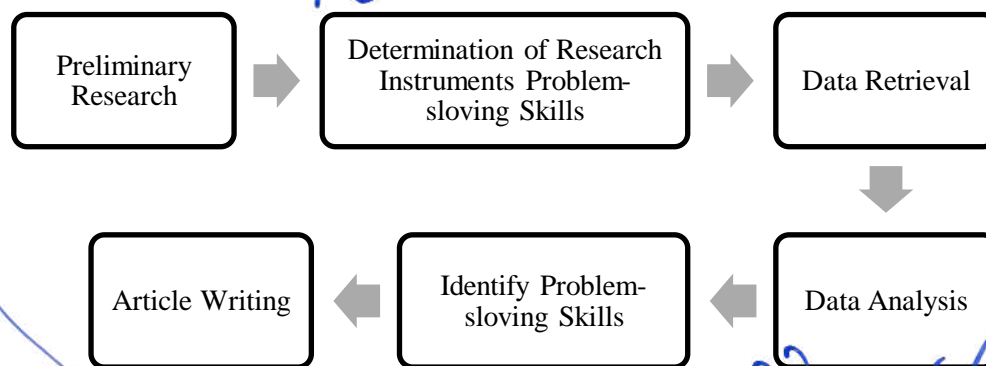 Preliminary
Research
Determination of Research
Instruments Problem-
sloving Skills
Data Retrieval
Data Analysis
Identify Problem-
sloving Skills
Article Writing